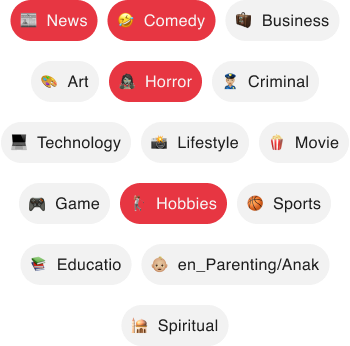 News Comedy Business
Art Horror Criminal
Technology Lifestyle Movie
Game Hobbies Sports
Educatio en_Parenting/Anak
Spiritual